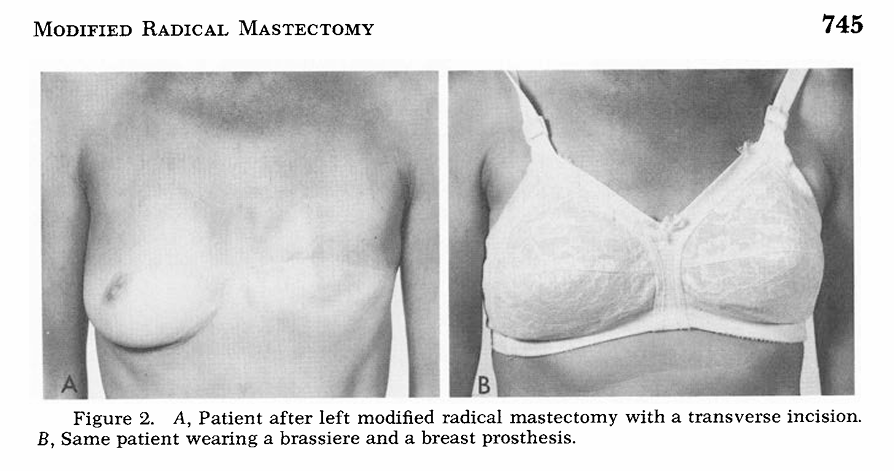 MODIFIED RADICAL MASTECTOMY
745
A
B
Figure 2. A, Patient after left modified radical mastectomy with a transverse incision.
B, Same patient wearing a brassiere and a breast prosthesis.